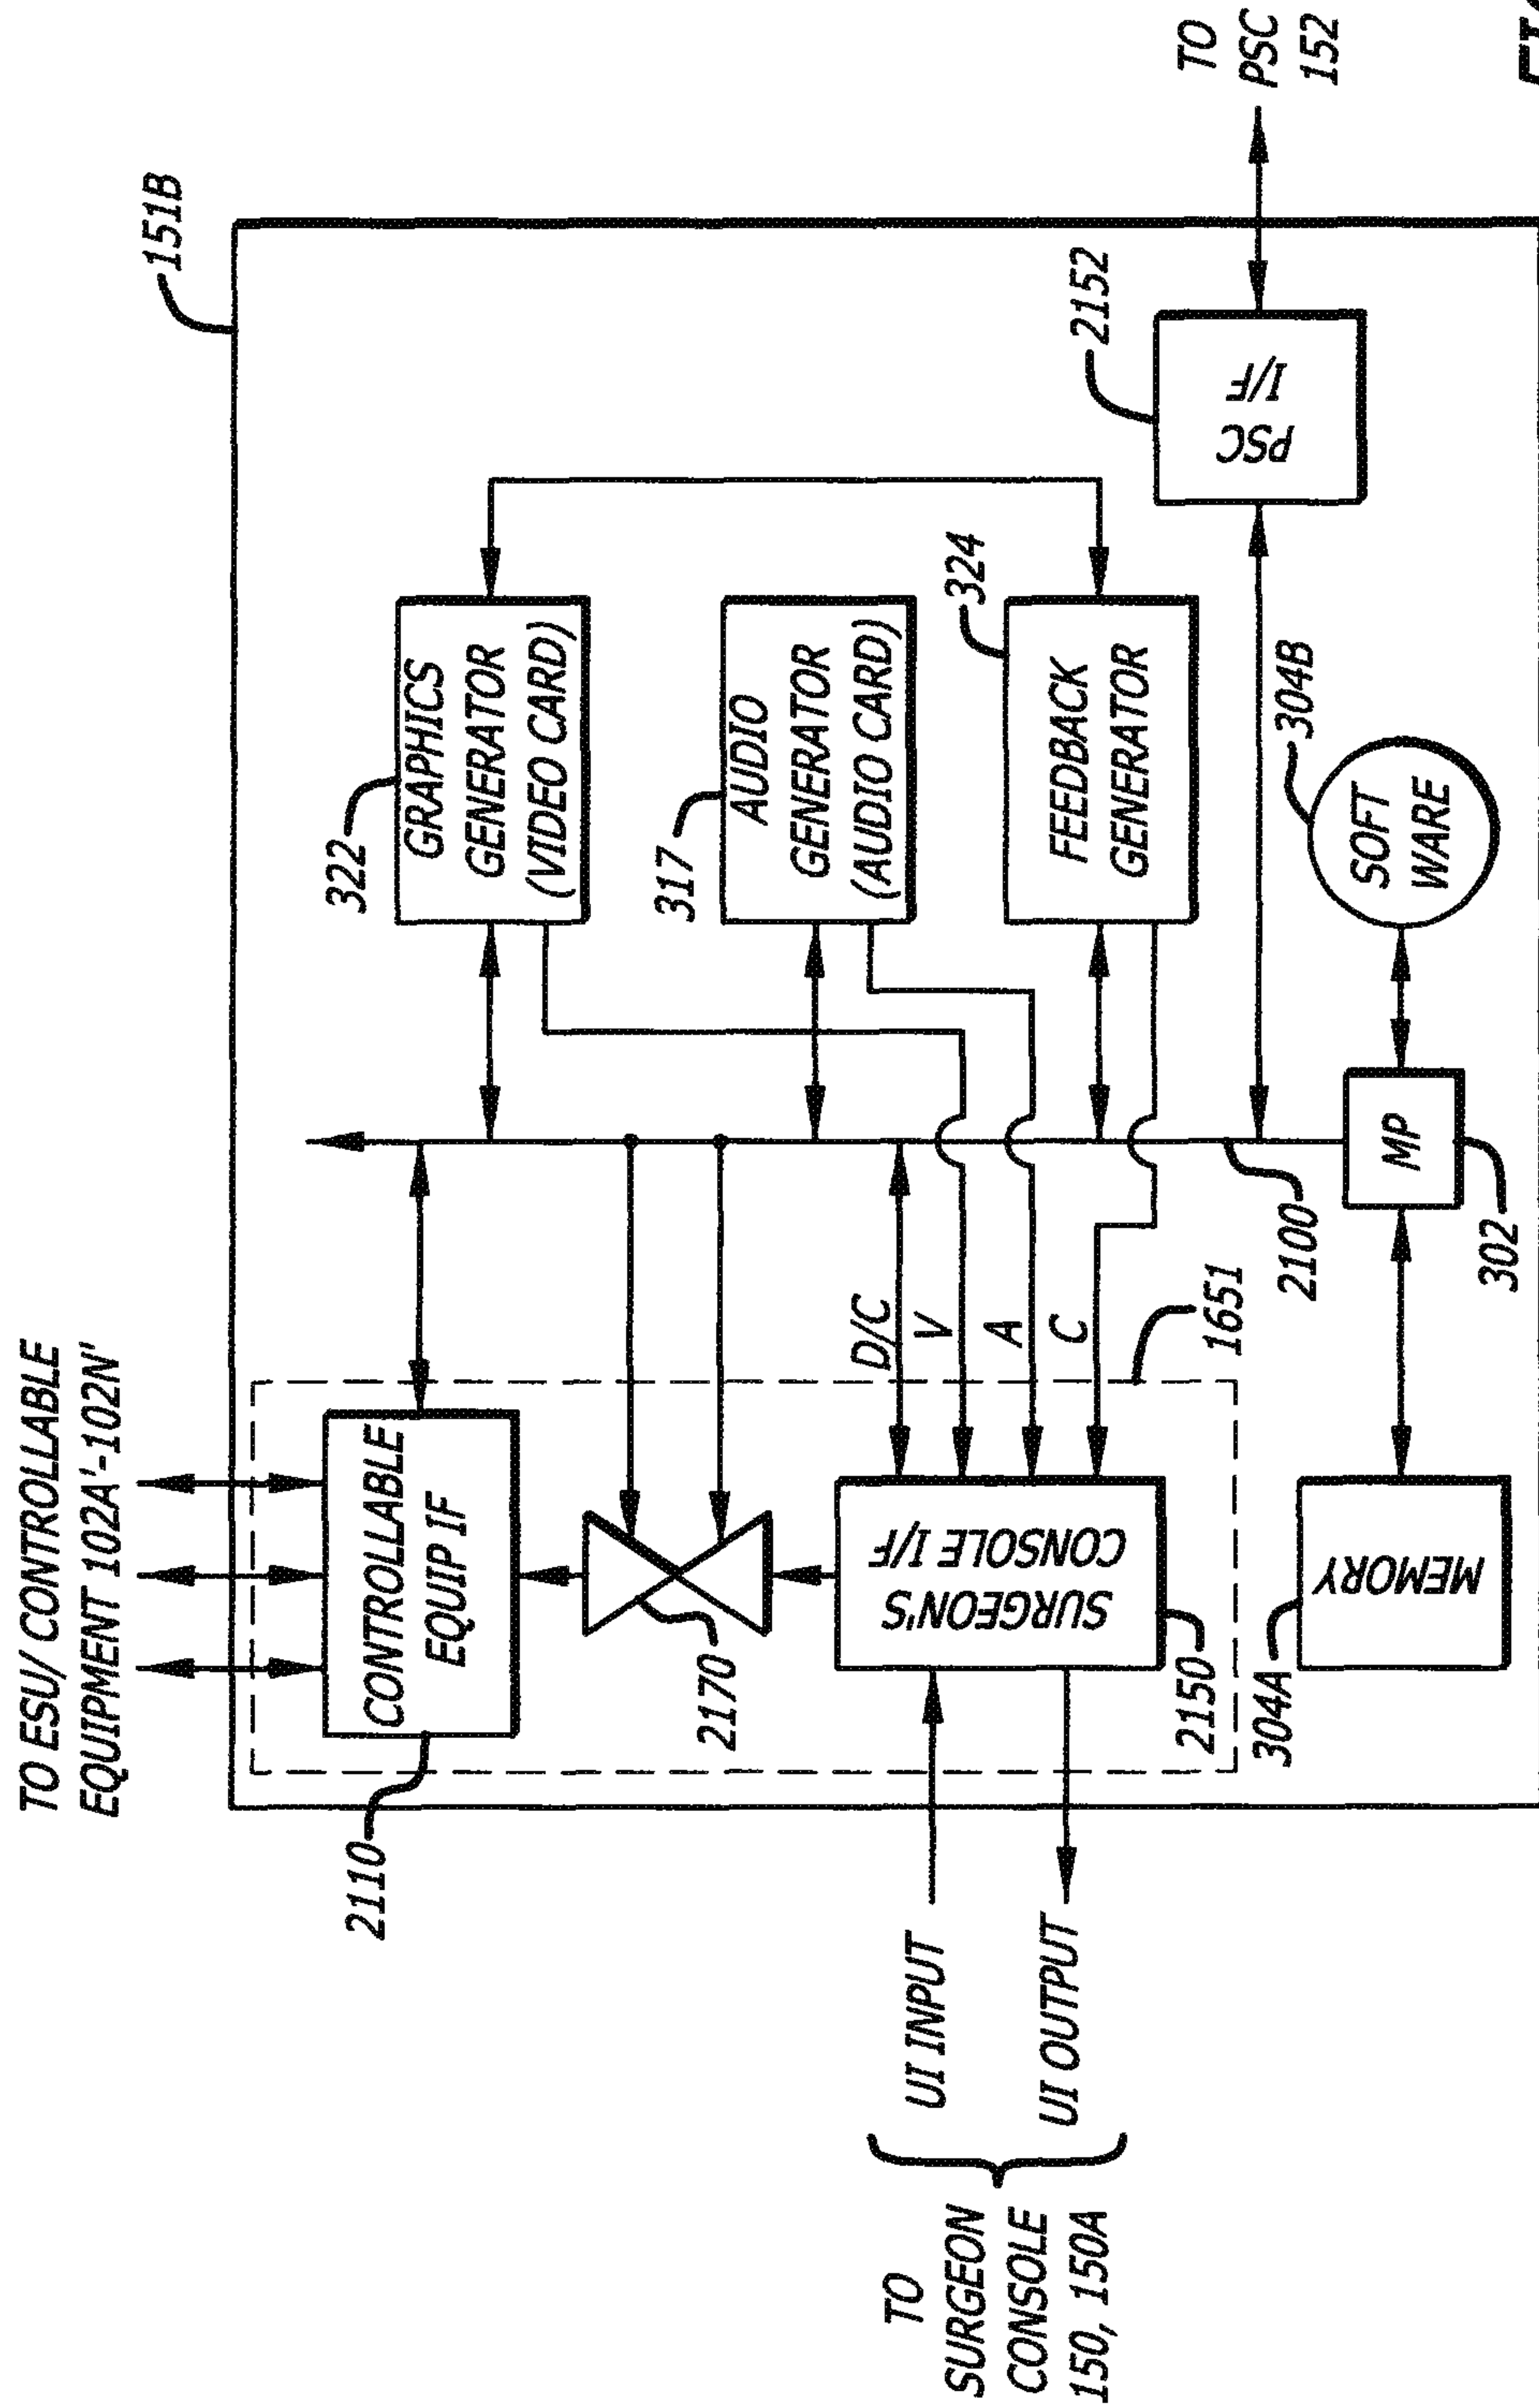 TO ESU/ CONTROLLABLE
EQUIPMENT 102A'-102N'
151B
2110
CONTROLLABLE
EQUIP IF
322
GRAPHICS
GENERATOR
(VIDEO CARD)
317
AUDIO
GENERATOR
(AUDIO CARD)
324
FEEDBACK
GENERATOR
2170
D/C
V
A
C
1651
UI INPUT
UI OUTPUT
TO
SURGEON
CONSOLE
150, 150A
SURGEON'S
CONSOLE I/F
2150
2100
2152
PSC
I/F
TO
PSC
152
304A
MEMORY
MP
302
304B
SOFT
WARE